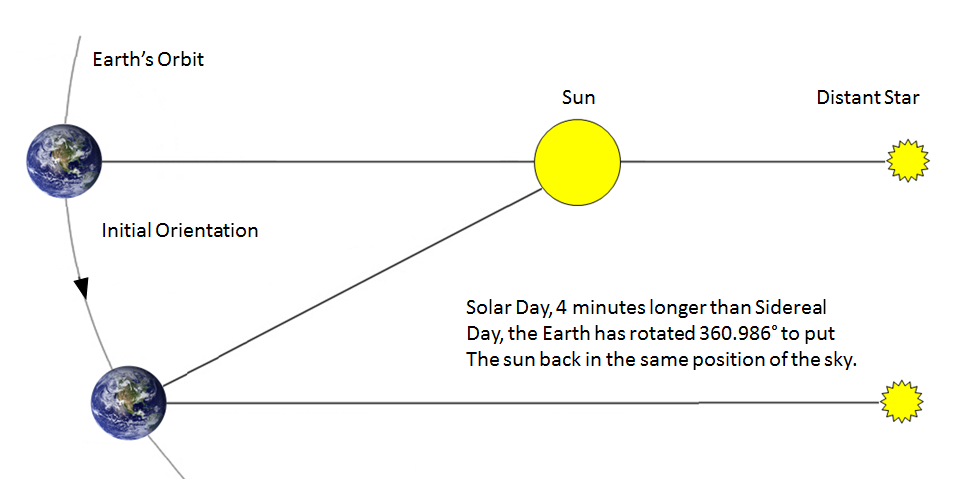 Earth's Orbit
Sun
Distant Star
Initial Orientation
Solar Day, 4 minutes longer than Sidereal
Day, the Earth has rotated 360.986° to put
The sun back in the same position of the sky.